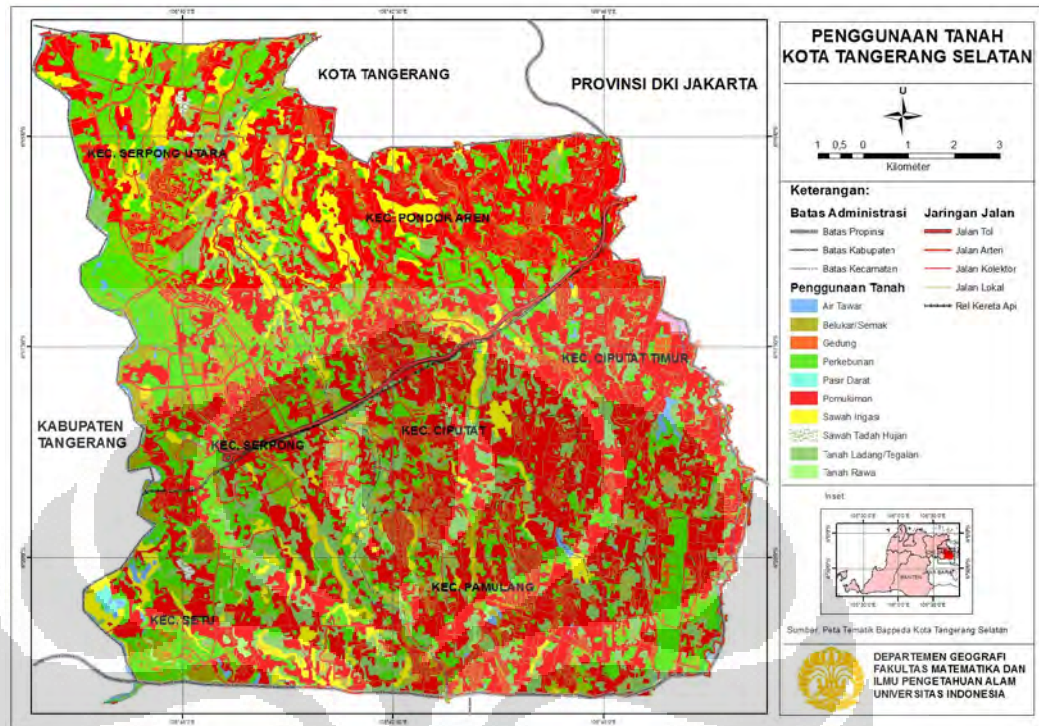 PENGGUNAAN TANAH
KOTA TANGERANG SELATAN
U
1 0,5 0 1 2 3
Kilometer
Keterangan:
Batas Administrasi
Batas Propinsi
Batas Kabupaten
Batas Kecamatan
Penggunaan Tanah
Air Tawar
Belukar/Semak
Gedung
Perkebunan
Pasir Darat
Pemukiman
Sawah Irigasi
Sawah Tadah Hujan
Tanah Ladang/Tegalan
Tanah Rawa
Jaringan Jalan
Jalan Tol
Jalan Arteri
Jalan Kolektor
Jalan Lokal
Rel Kereta Api
Inset:
BANTEN
Sumber: Peta Tematik Bappeda Kota Tangerang Selatan
DEPARTEMEN GEOGRAFI
FAKULTAS MATEMATIKA DAN
ILMU PENGETAHUAN ALAM
UNIVERSITAS INDONESIA
KOTA TANGERANG
PROVINSI DKI JAKARTA
KEC. SERPONG UTARA
KEC. PONDOK AREN
KEC. CIPUTAT TIMUR
KABUPATEN
TANGERANG
KEC. SERPONG
KEC. CIPUTAT
KEC. PAMULANG
KEC. SETU